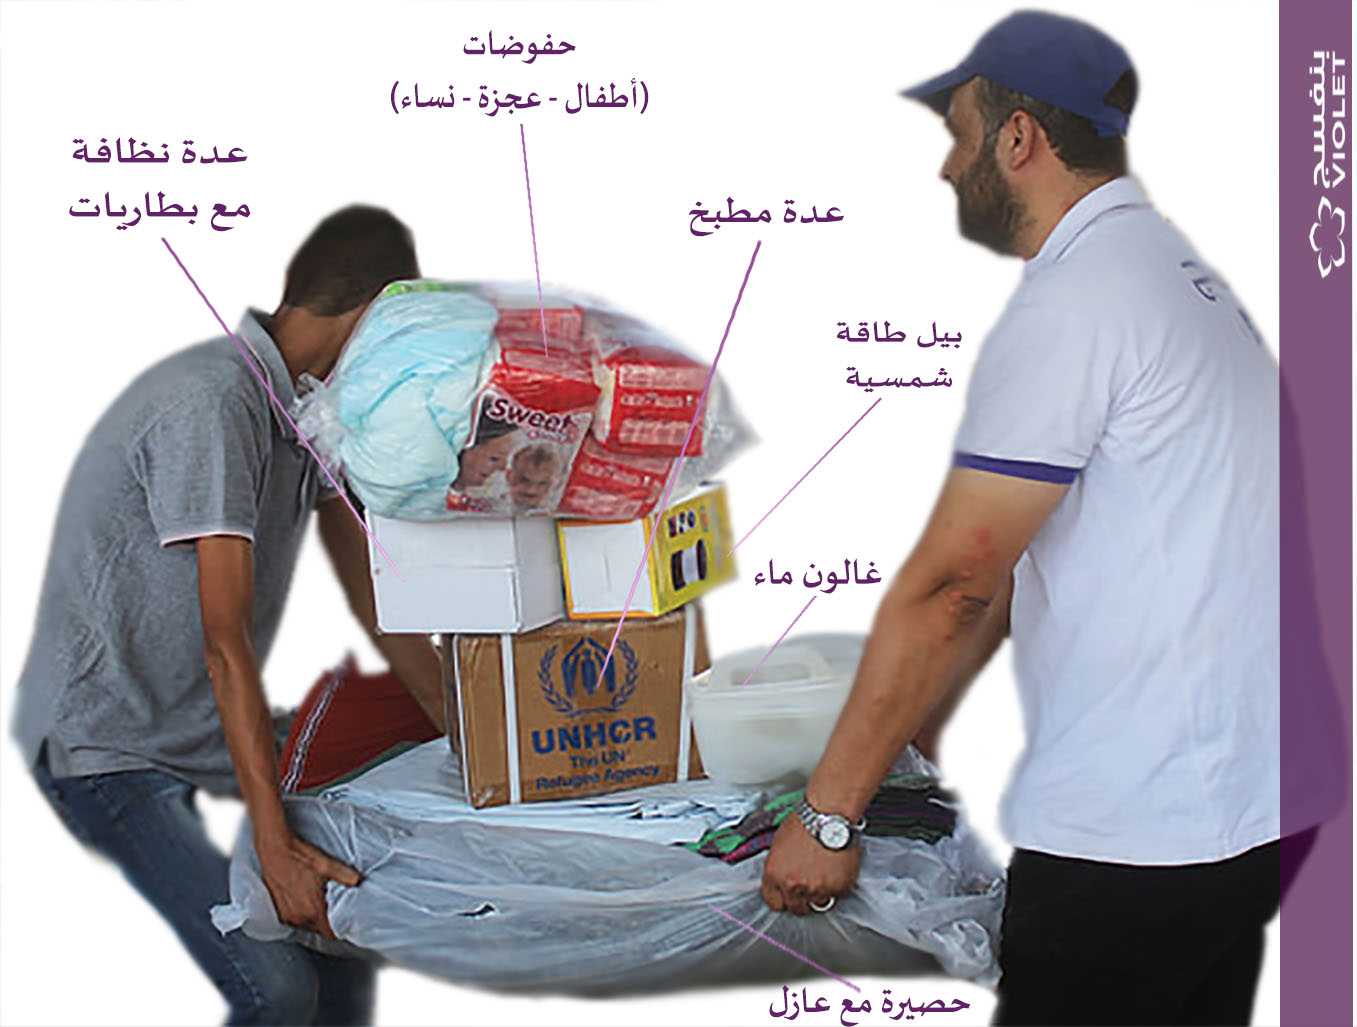 حفوضات
(أطفال - عجزة - نساء)
عدة نظافة
مع بطاريات
عدة مطبخ
بيل طاقة
شمسية
غالون ماء
حصيرة مع عازل
sweet
UNHCR
The UN
Refugee Agency
بنفسج
VIOLET